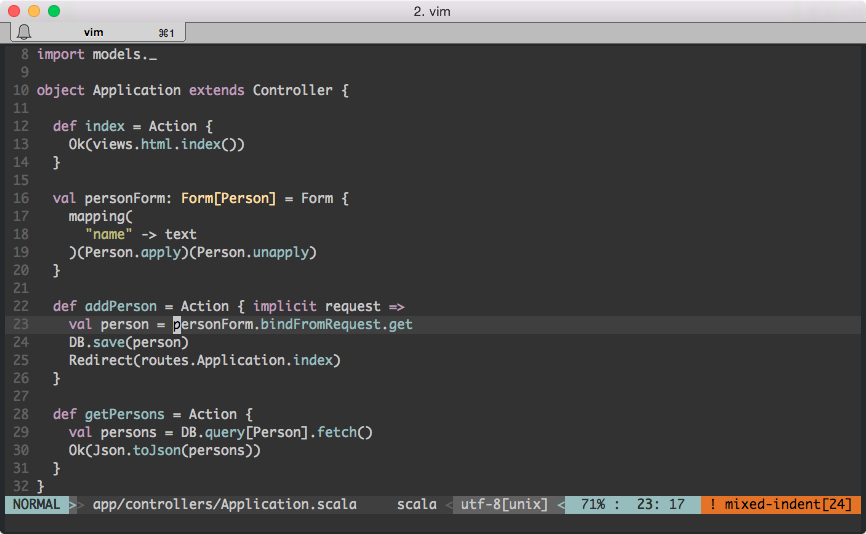 2. vim
vim ⌘1
8 import models._
9
10 object Application extends Controller {
11
12   def index = Action {
13     Ok(views.html.index())
14   }
15
16   val personForm: Form[Person] = Form {
17     mapping(
18       "name" -> text
19     )(Person.apply)(Person.unapply)
20   }
21
22   def addPerson = Action { implicit request =>
23     val person = personForm.bindFromRequest.get
24     DB.save(person)
25     Redirect(routes.Application.index)
26   }
27
28   def getPersons = Action {
29     val persons = DB.query[Person].fetch()
30     Ok(Json.toJson(persons))
31   }
32 }
NORMAL >> app/controllers/Application.scala scala < utf-8[unix] < 71% : 23: 17 ! mixed-indent[24]